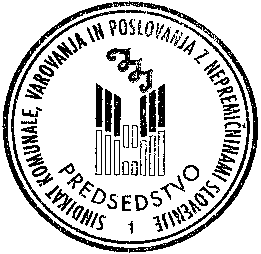 SINDIKAT KOMUNALE, VAROVANJA IN POSLOVANJA Z NEPREMIČNINAMI SLOVENIJE
PREDSEDSTVO
1